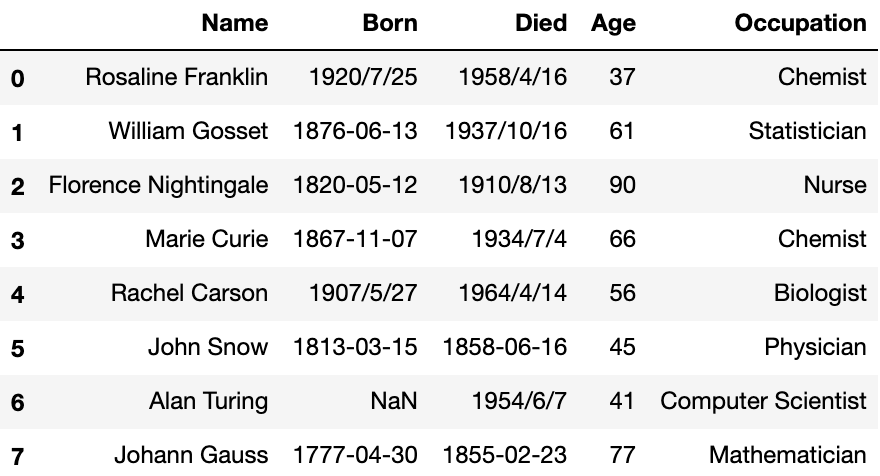 Name Born Died Age Occupation
0 Rosaline Franklin 1920/7/25 1958/4/16 37 Chemist
1 William Gosset 1876-06-13 1937/10/16 61 Statistician
2 Florence Nightingale 1820-05-12 1910/8/13 90 Nurse
3 Marie Curie 1867-11-07 1934/7/4 66 Chemist
4 Rachel Carson 1907/5/27 1964/4/14 56 Biologist
5 John Snow 1813-03-15 1858-06-16 45 Physician
6 Alan Turing NaN 1954/6/7 41 Computer Scientist
7 Johann Gauss 1777-04-30 1855-02-23 77 Mathematician